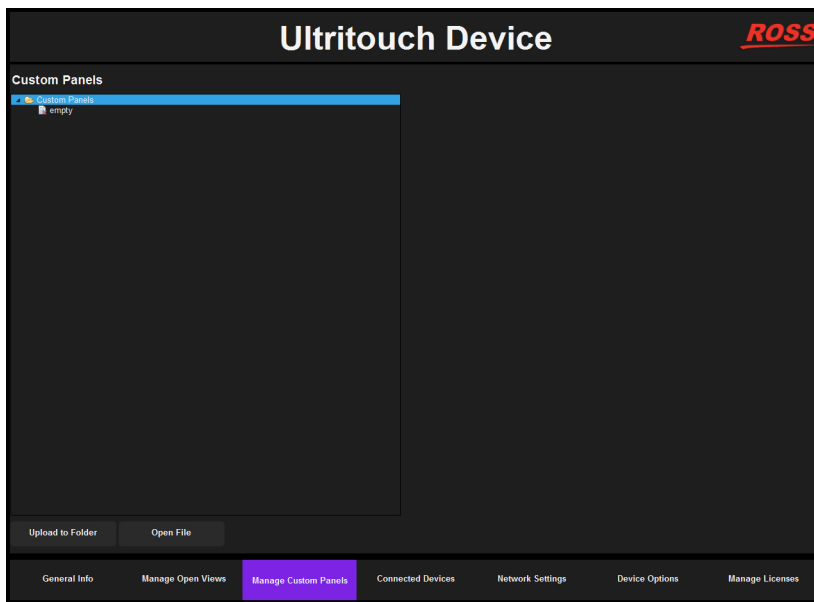 Ultritouch Device
ROSS
Custom Panels
Custom Panels
empty
Upload to Folder Open File
General Info Manage Open Views Manage Custom Panels Connected Devices Network Settings Device Options Manage Licenses